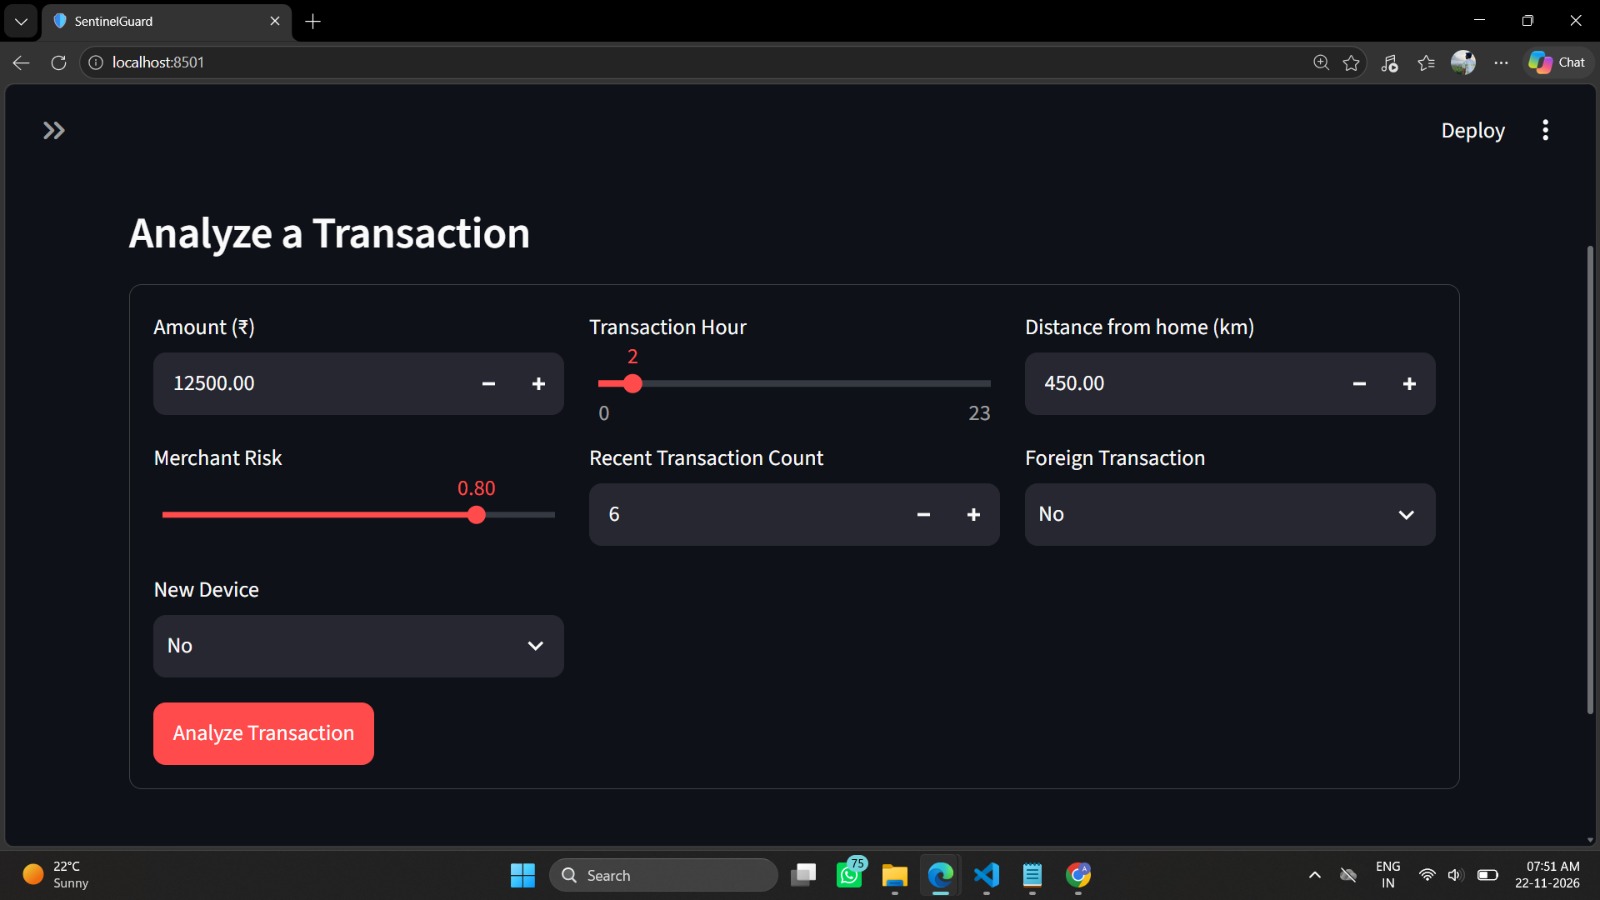 SentinelGuard
localhost:8501
Chat
Deploy
Analyze a Transaction
Amount (₹)
12500.00
Transaction Hour
2
0
23
Distance from home (km)
450.00
Merchant Risk
0.80
Recent Transaction Count
6
Foreign Transaction
No
New Device
No
Analyze Transaction
22°C
Sunny
Search
75
ENG
IN
07:51 AM
22-11-2026